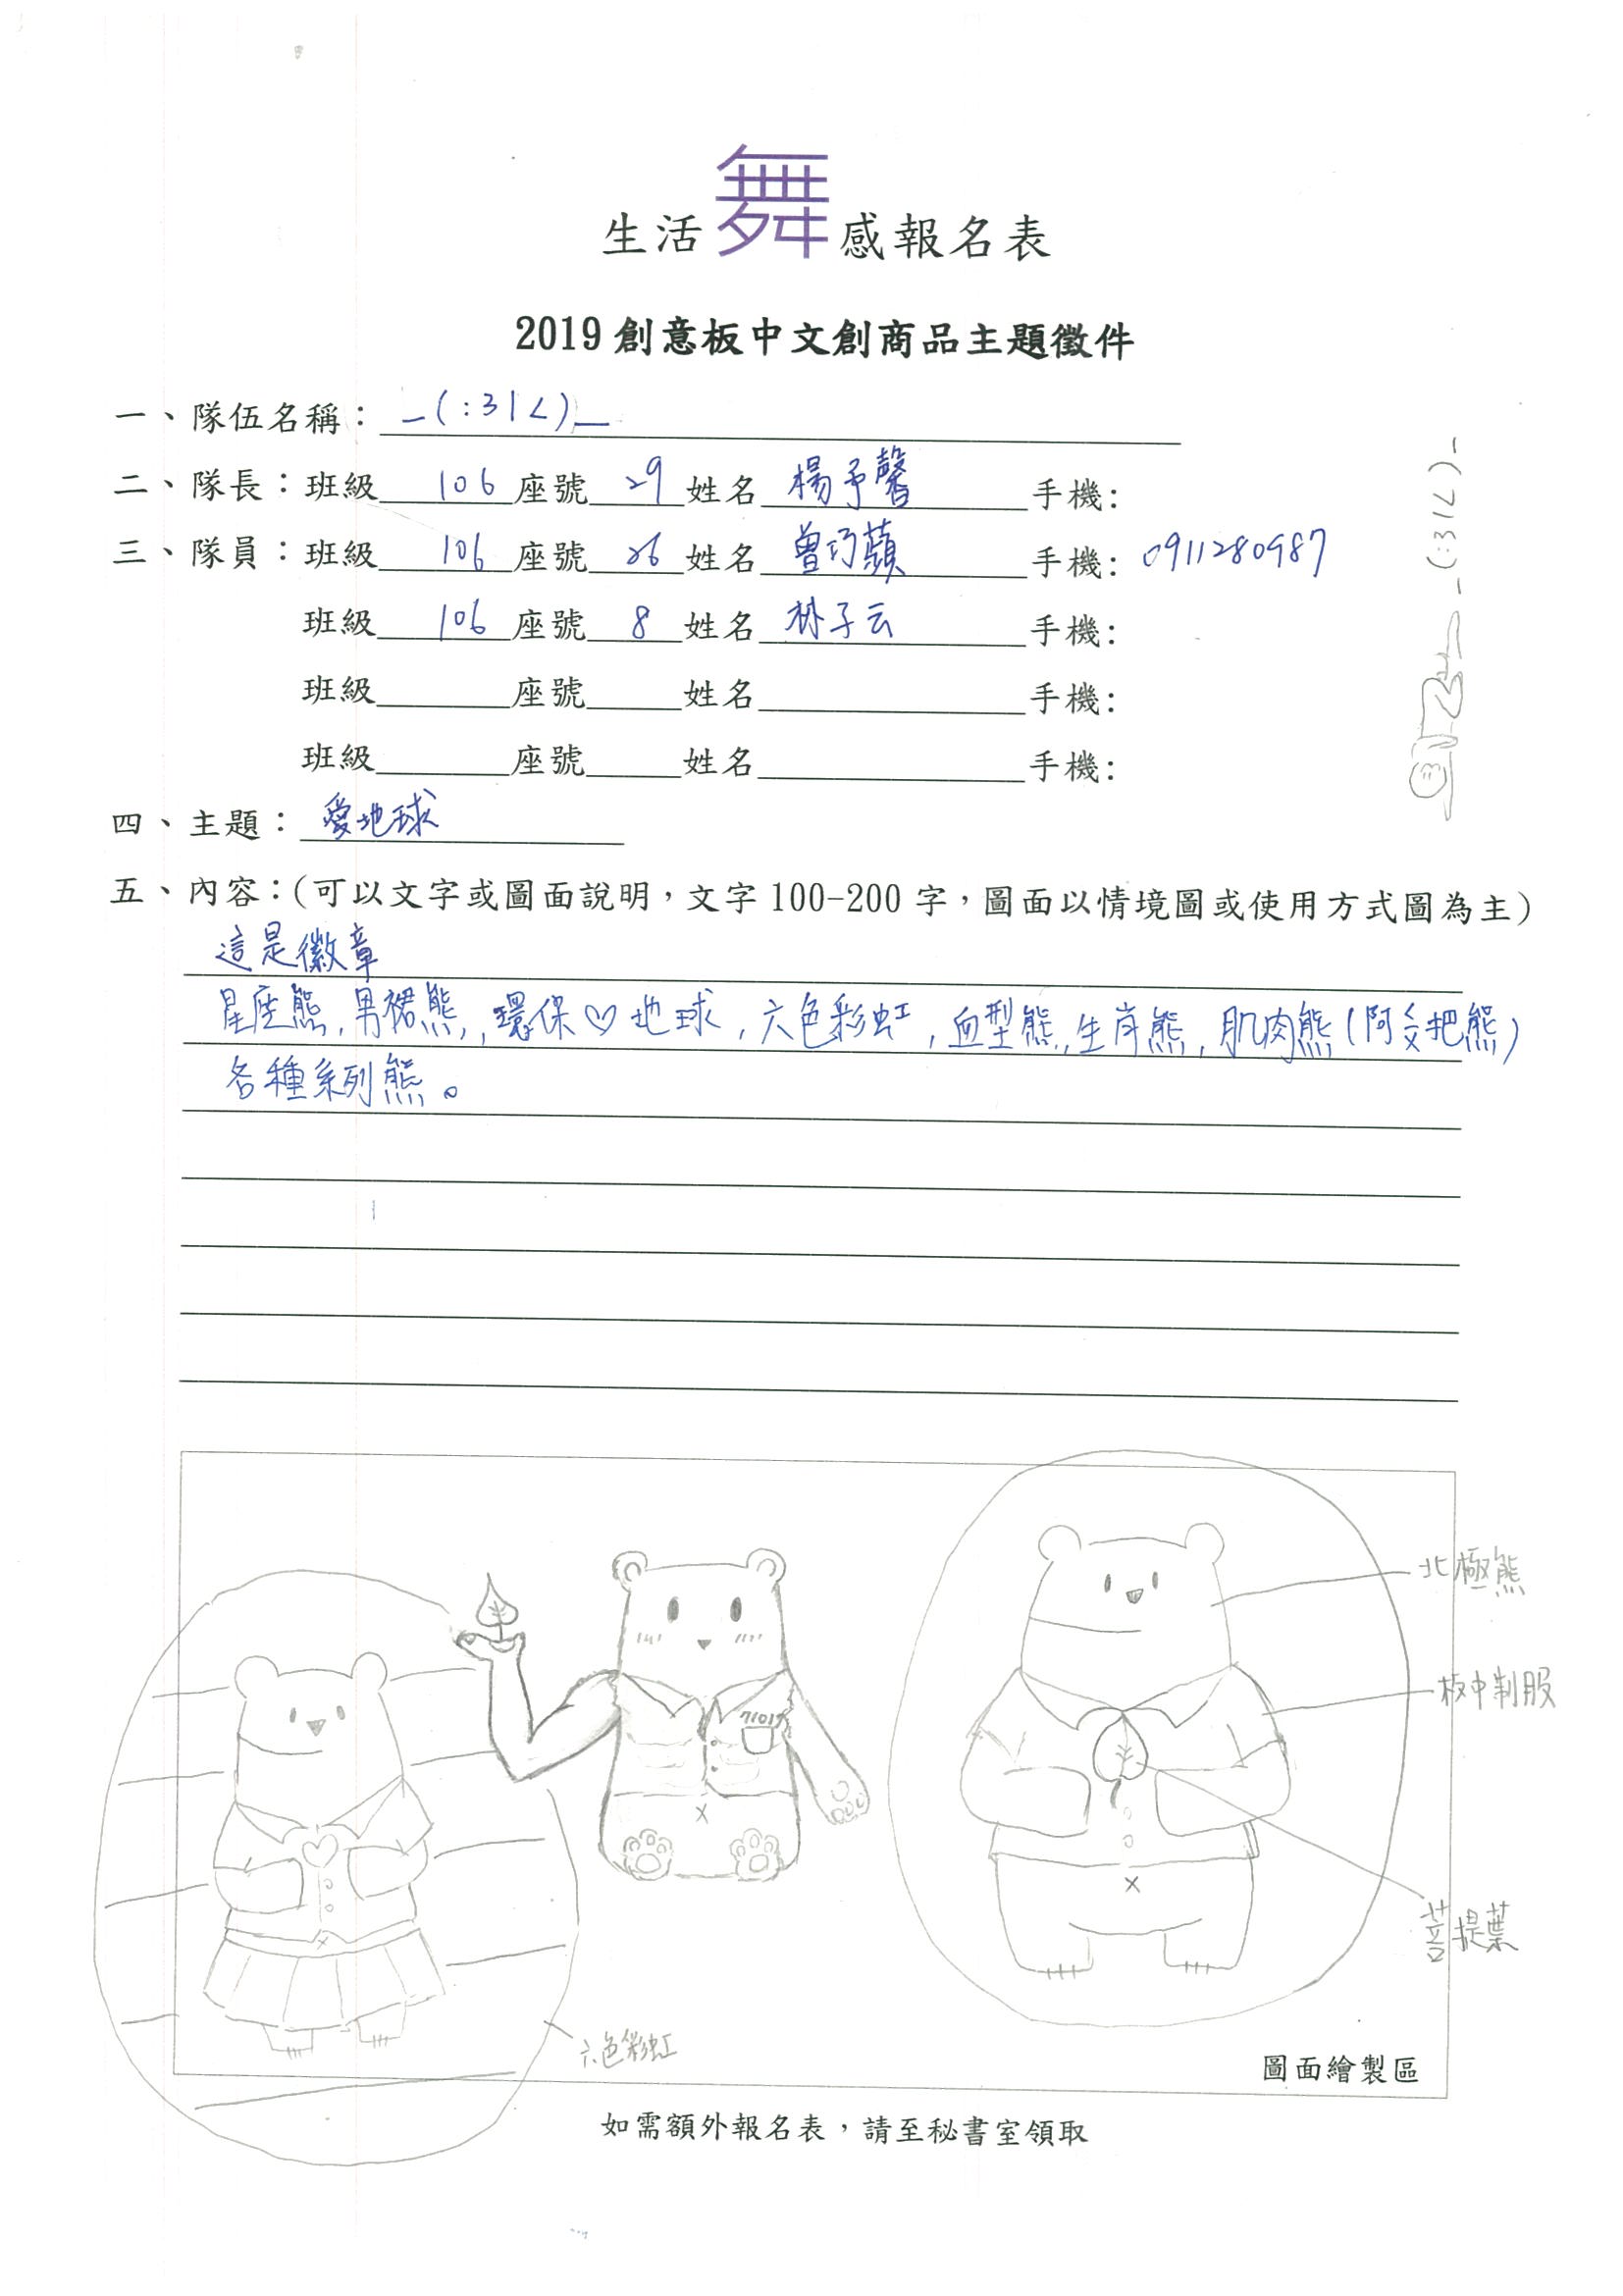 生活舞感報名表
2019創意板中文創商品主題徵件
一、隊伍名稱：_(:3」∠)_
二、隊長：班級 106 座號 29 姓名 楊予馨 手機：
三、隊員：班級 106 座號 26 姓名 曾巧蘋 手機：0911280987
班級 106 座號 8 姓名 林子云 手機：
班級 座號 姓名 手機：
班級 座號 姓名 手機：
_(:3」∠)_
四、主題：愛地球
五、內容：(可以文字或圖面說明，文字100-200字，圖面以情境圖或使用方式圖為主)
這是徽章
星座熊,男裙熊,環保♡地球,六色彩虹,血型熊,生肖熊,肌肉熊(阿ㄆ把熊)
各種系列熊。
71017
北極熊
板中制服
菩提葉
六色彩虹
圖面繪製區
如需額外報名表，請至秘書室領取